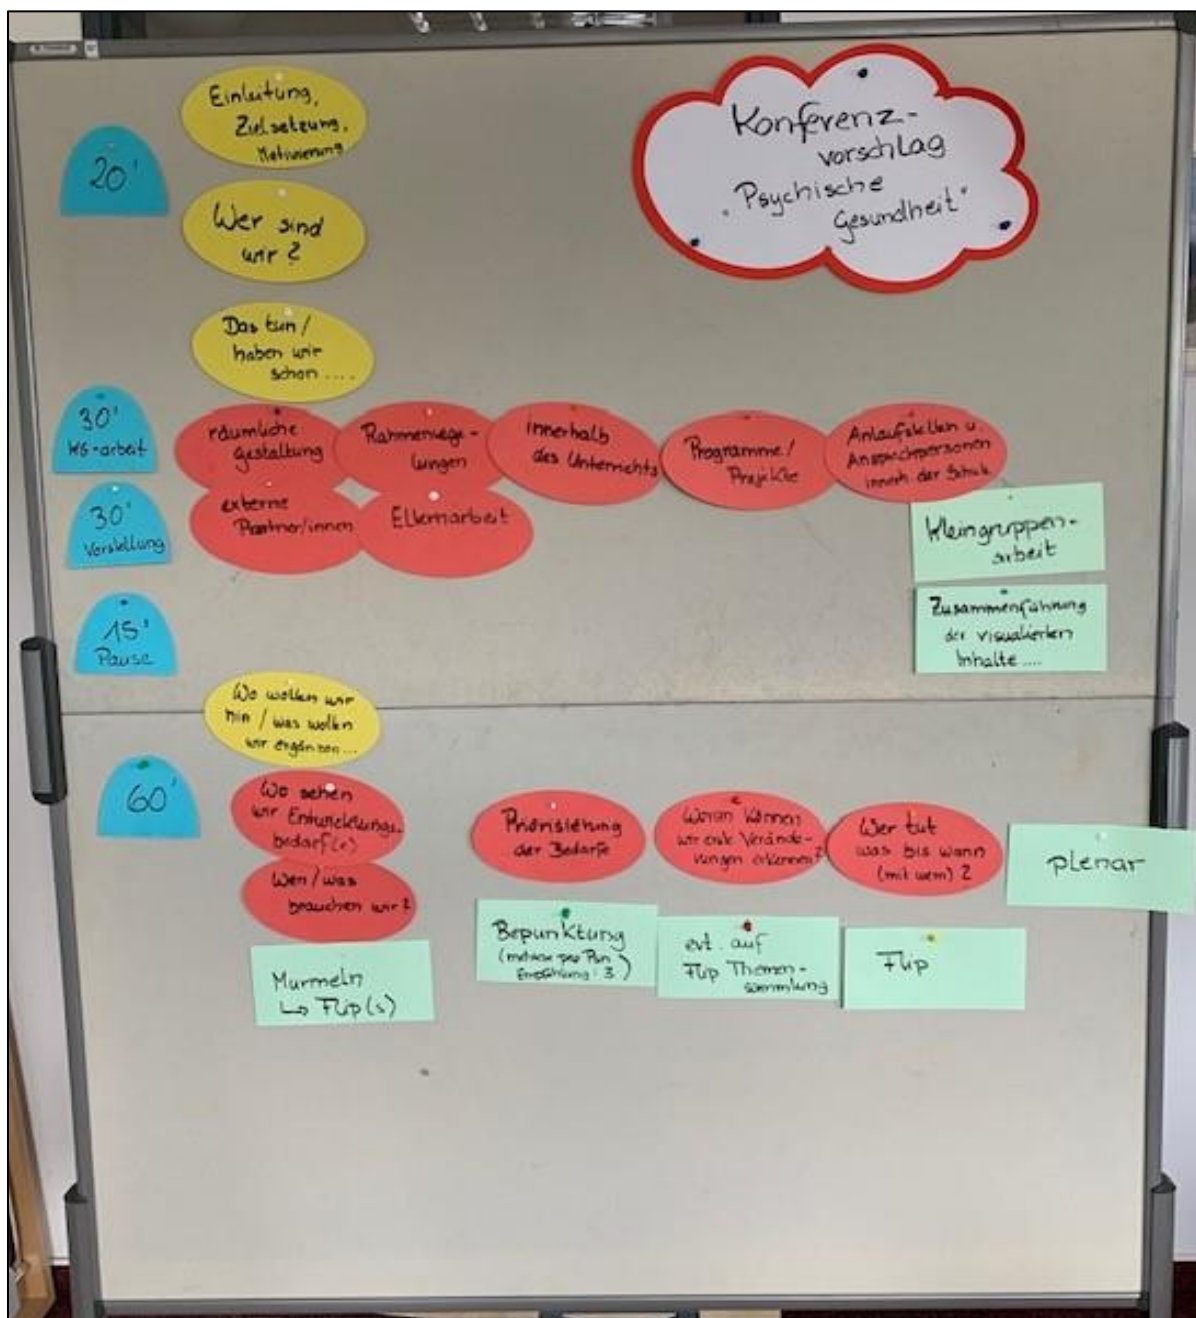 Konferenz-
vorschlag
"Psychische
Gesundheit"
20'
Einleitung,
Zielsetzung,
Motivierung
Wer sind
wir?
Das tun/
haben wir
schon ....
30'
KG-arbeit
räumliche
Gestaltung
Rahmenrege-
lungen
innerhalb
des Unterrichts
Programme/
Projekte
Anlaufstellen u.
Ansprechpersonen
innerh. der Schule
30'
Vorstellung
externe
Partner/innen
Elternarbeit
Kleingruppen-
arbeit
15'
Pause
Zusammenführung
der visualisierten
Inhalte ....
Wo wollen wir
hin / was wollen
wir ergänzen ...
60'
Wo sehen
wir Entwicklungs-
bedarf(e)
Wen / was
brauchen wir?
Murmeln
↳ Flip(s)
Priorisierung
der Bedarfe
Bepunktung
Empfehlung: 3
Woran können
wir erste Verände-
rungen erkennen?
evt. auf
Flip Themen-
sammlung
Wer tut
was bis wann
(mit wem)?
Flip
plenar